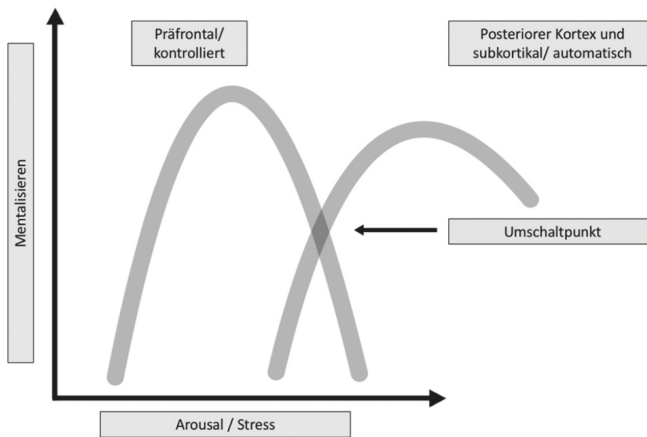 Präfrontal/
kontrolliert
Posteriorer Kortex und
subkortikal/ automatisch
Mentalisieren
Umschaltpunkt
Arousal / Stress